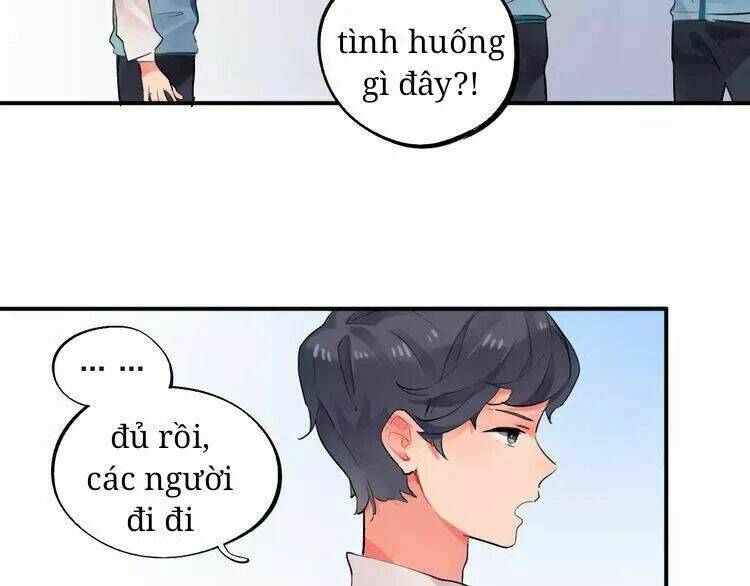 tình huống
gì đây?!
... ...
đủ rồi,
các người
đi đi